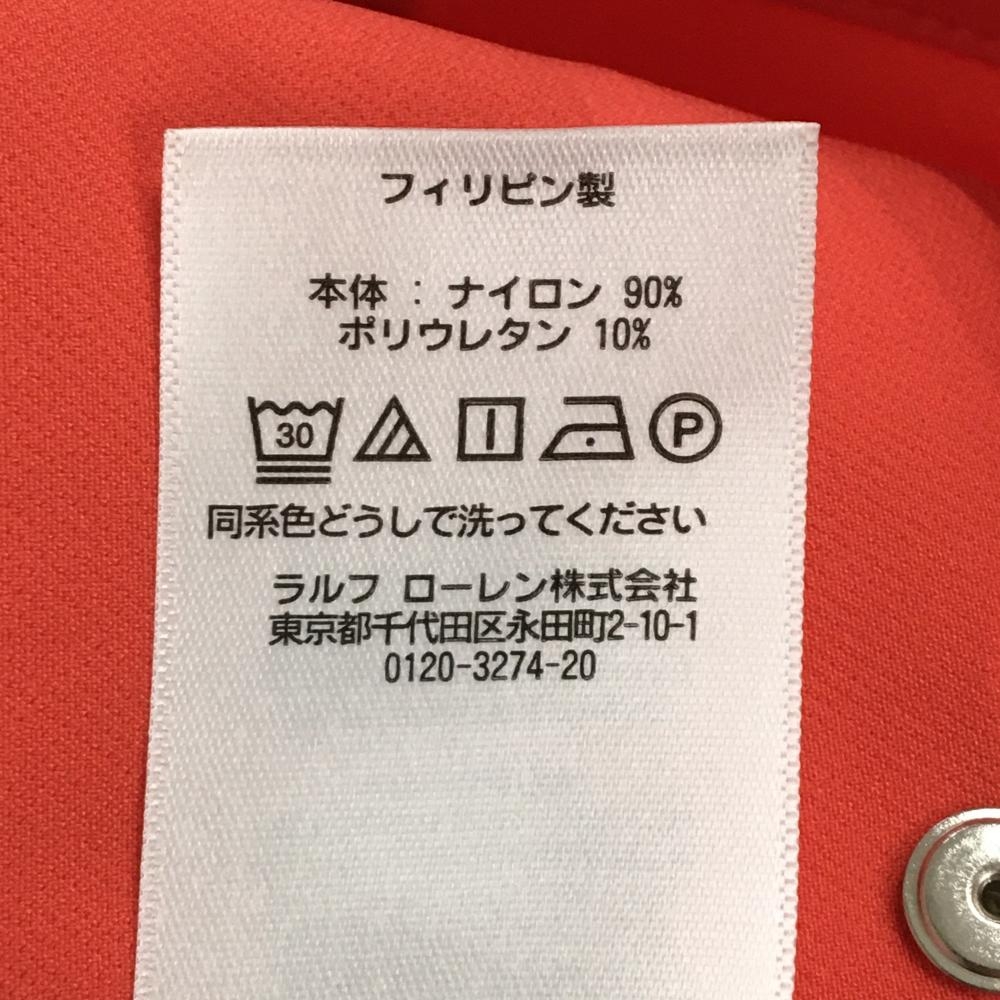 フィリピン製
本体 : ナイロン 90%
ポリウレタン 10%
30 P
同系色どうしで洗ってください
ラルフ ローレン株式会社
東京都千代田区永田町2-10-1
0120-3274-20